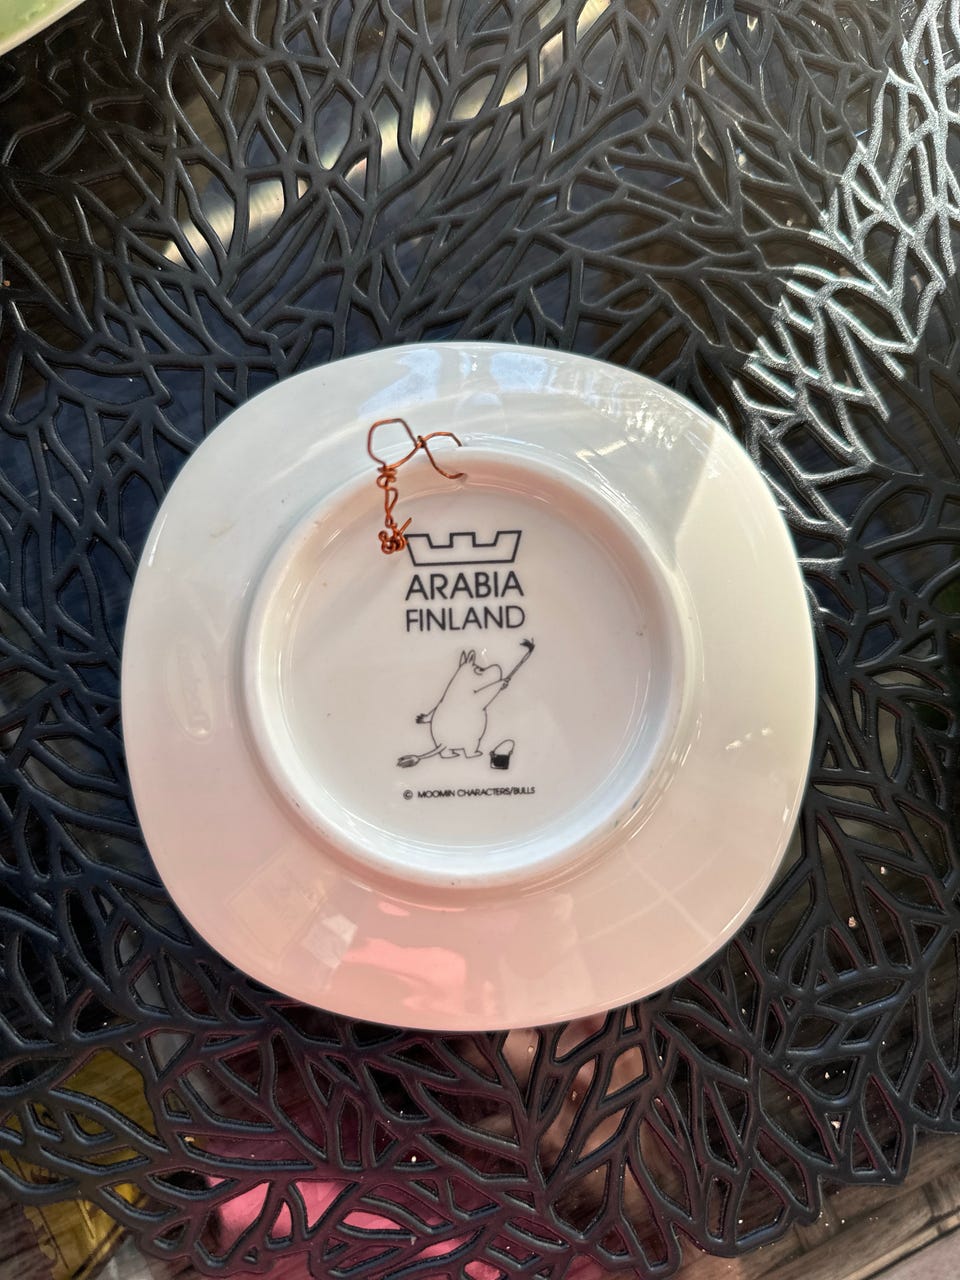 ARABIA
FINLAND
© MOOMIN CHARACTERS/BULLS